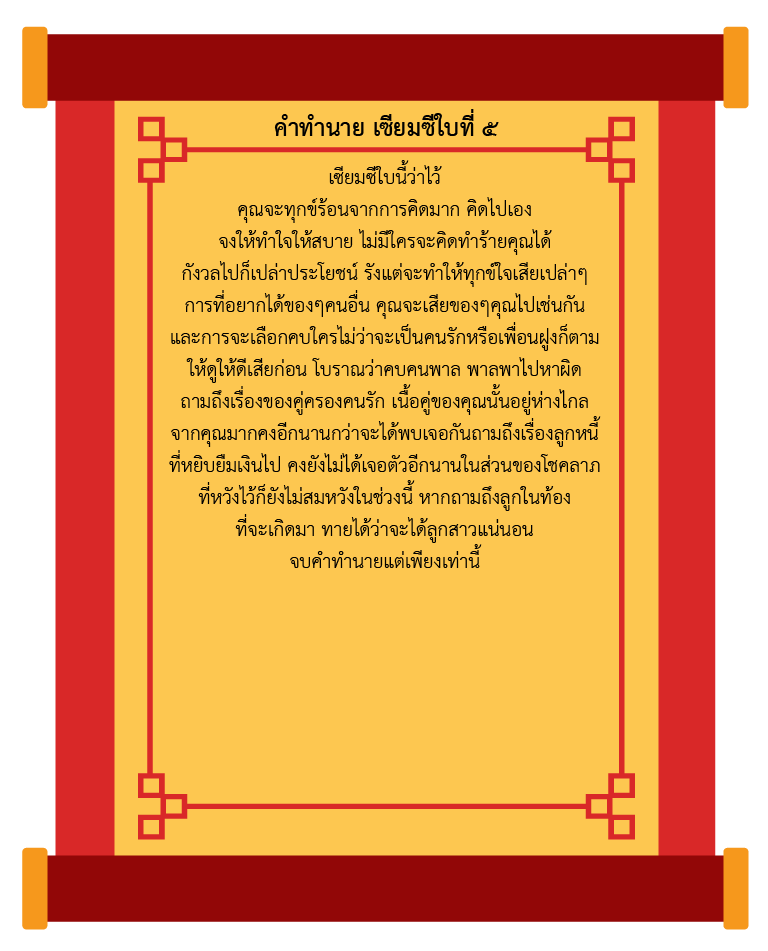 คำทำนาย เซียมซีใบที่ ๕
เซียมซีใบนี้ว่าไว้
คุณจะทุกข์ร้อนจากการคิดมาก คิดไปเอง
จงให้ทำใจให้สบาย ไม่มีใครจะคิดทำร้ายคุณได้
กังวลไปก็เปล่าประโยชน์ รังแต่จะทำให้ทุกข์ใจเสียเปล่าๆ
การที่อยากได้ของๆคนอื่น คุณจะเสียของๆคุณไปเช่นกัน
และการจะเลือกคบใครไม่ว่าจะเป็นคนรักหรือเพื่อนฝูงก็ตาม
ให้ดูให้ดีเสียก่อน โบราณว่าคบคนพาล พาลพาไปหาผิด
ถามถึงเรื่องของคู่ครองคนรัก เนื้อคู่ของคุณนั้นอยู่ห่างไกล
จากคุณมากคงอีกนานกว่าจะได้พบเจอกันถามถึงเรื่องลูกหนี้
ที่หยิบยืมเงินไป คงยังไม่ได้เจอตัวอีกนานในส่วนของโชคลาภ
ที่หวังไว้ก็ยังไม่สมหวังในช่วงนี้ หากถามถึงลูกในท้อง
ที่จะเกิดมา ทายได้ว่าจะได้ลูกสาวแน่นอน
จบคำทำนายแต่เพียงเท่านี้